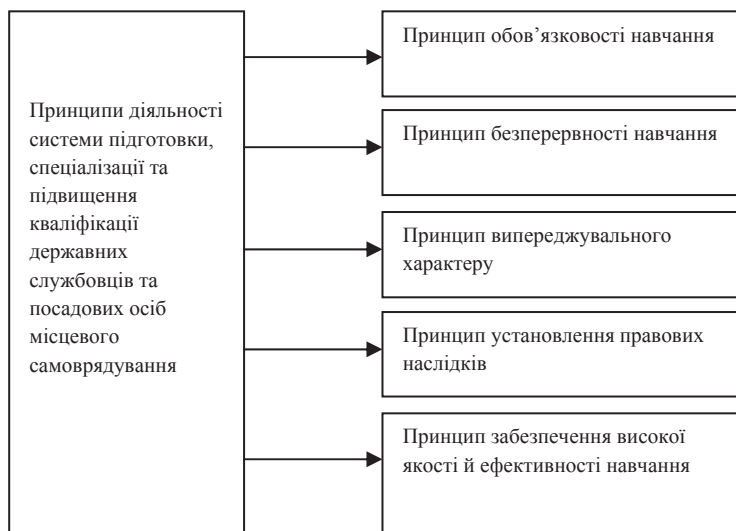 Принципи діяльності
системи підготовки,
спеціалізації та
підвищення
кваліфікації
державних
службовців та
посадових осіб
місцевого
самоврядування
Принцип обов’язковості навчання
Принцип безперервності навчання
Принцип випереджувального
характеру
Принцип установлення правових
наслідків
Принцип забезпечення високої
якості й ефективності навчання